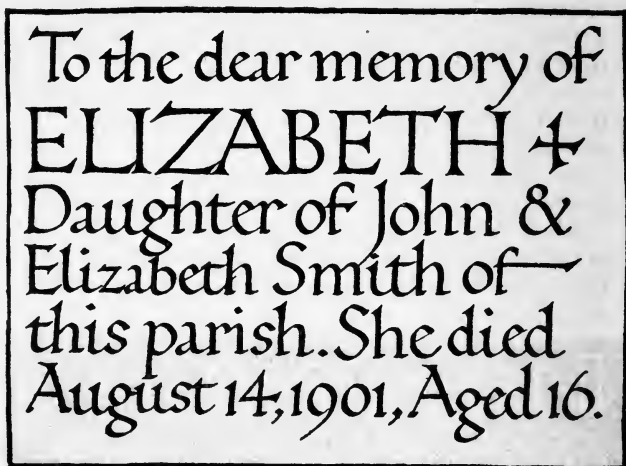 To the dear memory of
ELIZABETH +
Daughter of John &
Elizabeth Smith of
this parish. She died
August 14, 1901, Aged 16.